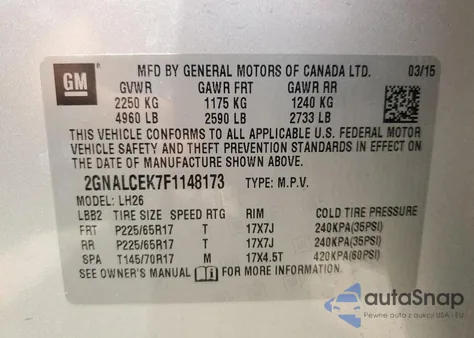 GM
MFD BY GENERAL MOTORS OF CANADA LTD. 03/15
GVWR GAWR FRT GAWR RR
2250 KG 1175 KG 1240 KG
4960 LB 2590 LB 2733 LB
THIS VEHICLE CONFORMS TO ALL APPLICABLE U.S. FEDERAL MOTOR
VEHICLE SAFETY AND THEFT PREVENTION STANDARDS IN EFFECT ON
THE DATE OF MANUFACTURE SHOWN ABOVE.
2GNALCEK7F1148173 TYPE: M.P.V.
MODEL: LH26
LBB2 TIRE SIZE SPEED RTG RIM COLD TIRE PRESSURE
FRT P225/65R17 T 17X7J 240KPA(35PSI)
RR P225/65R17 T 17X7J 240KPA(35PSI)
SPA T145/70R17 M 17X4.5T 420KPA(60PSI)
SEE OWNER'S MANUAL FOR MORE INFORMATION
autoSnap
Pewne auto z USA - EU